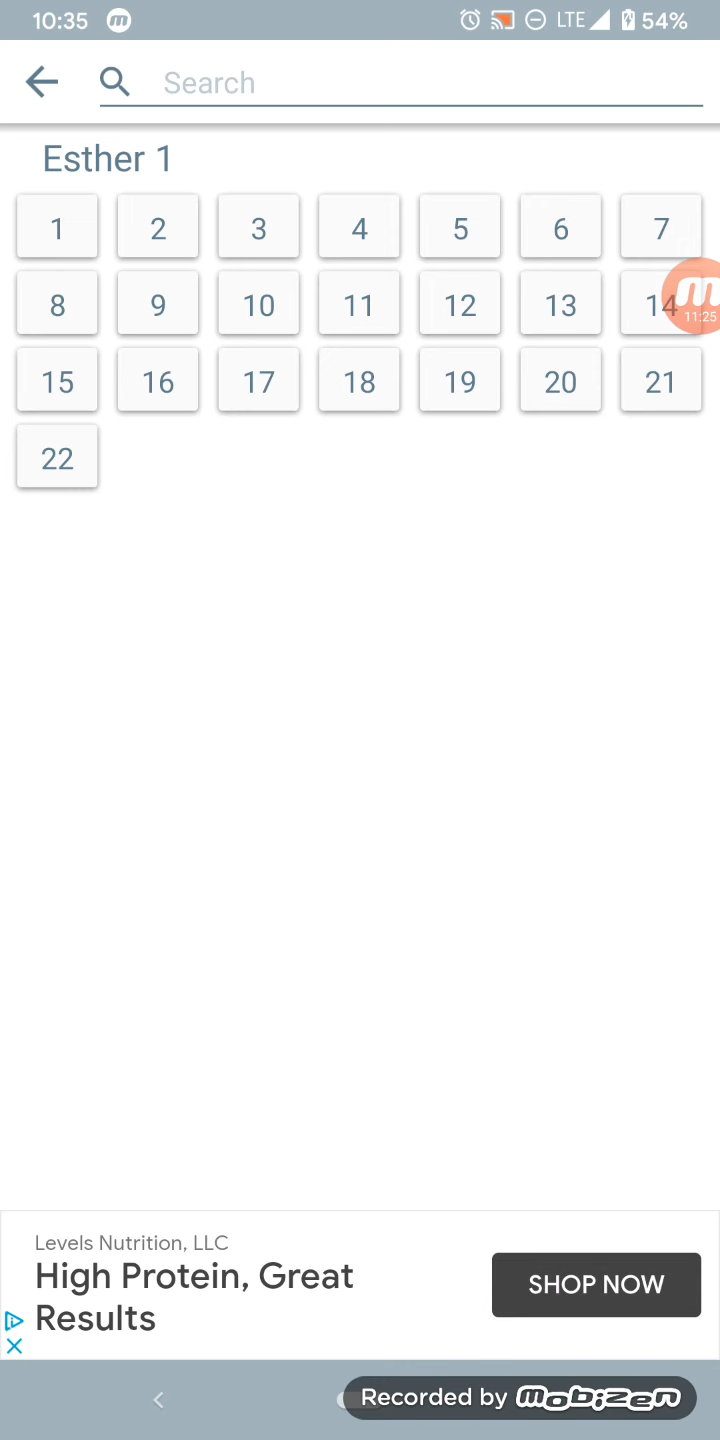 10:35 LTE 54%
Search
Esther 1
1 2 3 4 5 6 7
8 9 10 11 12 13 14
11:25
15 16 17 18 19 20 21
22
Levels Nutrition, LLC
High Protein, Great
Results
SHOP NOW
Recorded by mobizen